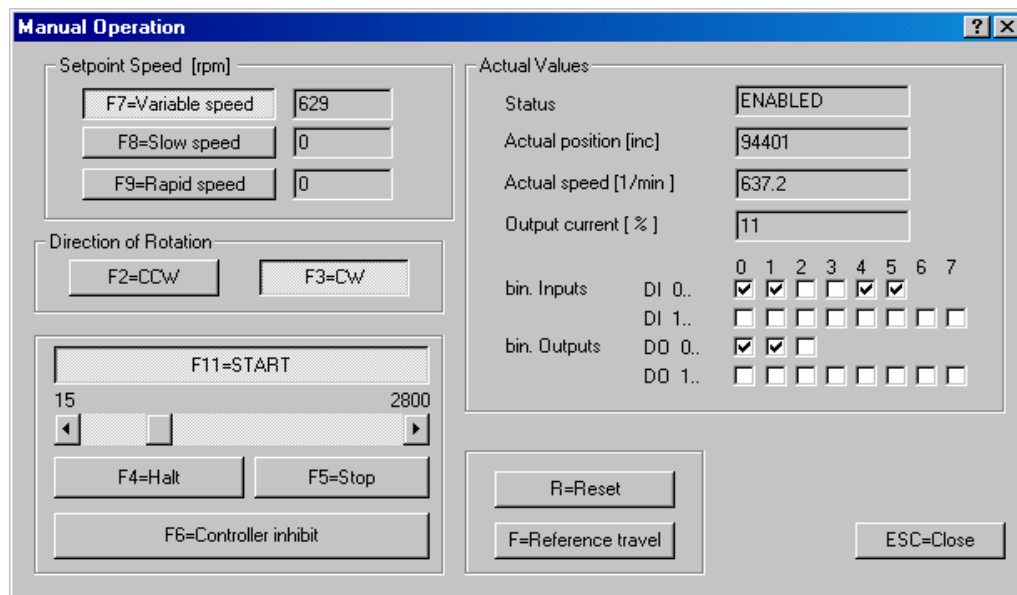 Manual Operation
Setpoint Speed [rpm]
F7=Variable speed 629
F8=Slow speed 0
F9=Rapid speed 0
Direction of Rotation
F2=CCW F3=CW
F11=START
15 2800
F4=Halt F5=Stop
F6=Controller inhibit
Actual Values
Status ENABLED
Actual position [inc] 94401
Actual speed [1/min ] 637.2
Output current [ % ] 11
0 1 2 3 4 5 6 7
bin. Inputs DI 0..
DI 1..
bin. Outputs DO 0..
DO 1..
R=Reset
F=Reference travel
ESC=Close